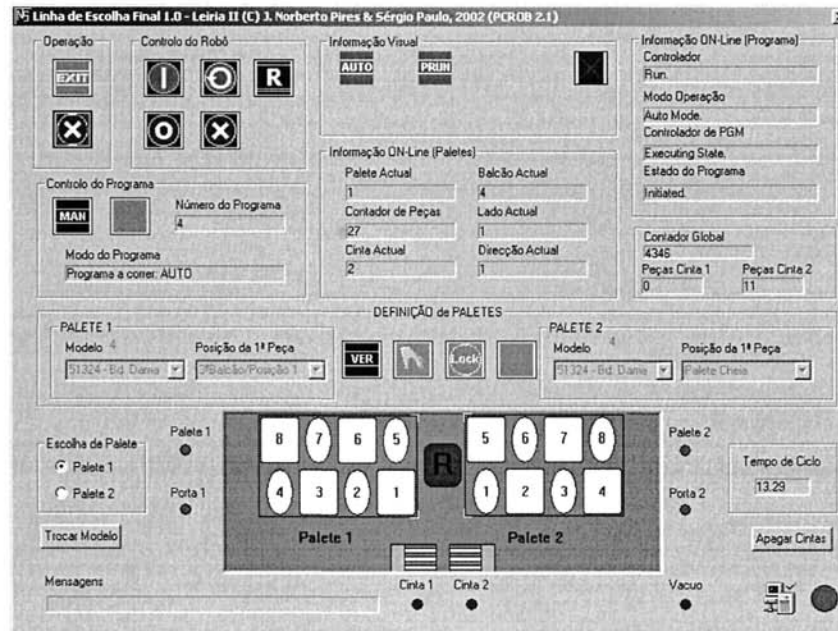 Linha de Escolha Final 1.0 - Leiria II (C) J. Norberto Pires & Sérgio Paulo, 2002 (PCROB 2.1)
Operação
EXIT
Controlo do Robô
R
Informação Visual
AUTO
PRUN
Informação ON-Line (Programa)
Controlador
Run.
Modo Operação
Auto Mode.
Controlador de PGM
Executing State.
Estado do Programa
Initiated.
Controlo do Programa
MAN
Número do Programa
4
Modo do Programa
Programa a correr: AUTO
Informação ON-Line (Paletes)
Palete Actual
1
Balcão Actual
4
Contador de Peças
27
Lado Actual
1
Cinta Actual
2
Direcção Actual
1
Contador Global
4346
Peças Cinta 1
0
Peças Cinta 2
11
DEFINIÇÃO de PALETES
PALETE 1
Modelo 4
51324 - Bd. Dama
Posição da 1ª Peça
3ºBalcão/Posição 1
VER
Lock
PALETE 2
Modelo 4
51324 - Bd. Dama
Posição da 1ª Peça
Palete Cheia
Escolha de Palete
Palete 1
Palete 2
Trocar Modelo
Palete 1
Porta 1
8 7 6 5
4 3 2 1
Palete 1
R
5 6 7 8
1 2 3 4
Palete 2
Palete 2
Porta 2
Tempo de Ciclo
13.29
Apagar Cintas
Mensagens
Cinta 1
Cinta 2
Vacuo